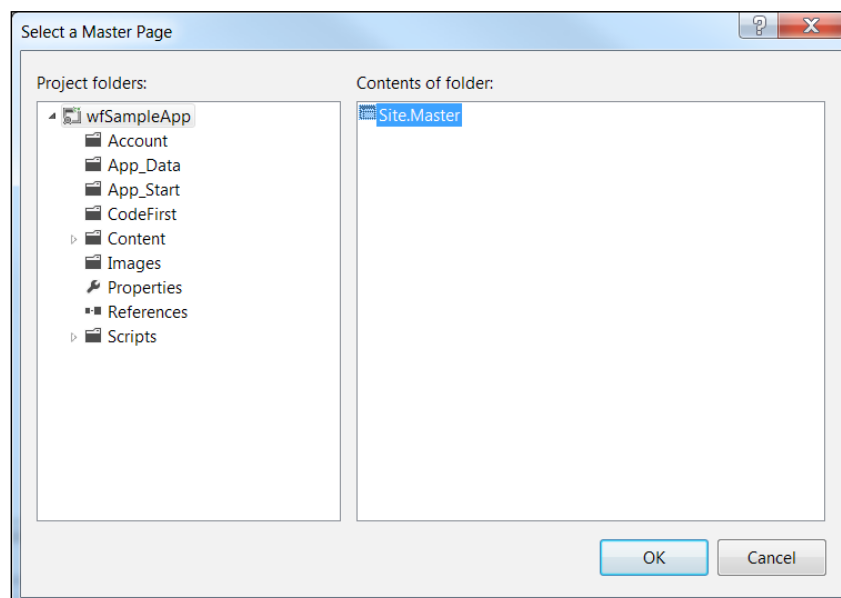 Select a Master Page
Project folders:
Contents of folder:
wfSampleApp
Account
App_Data
App_Start
CodeFirst
Content
Images
Properties
References
Scripts
Site.Master
OK
Cancel